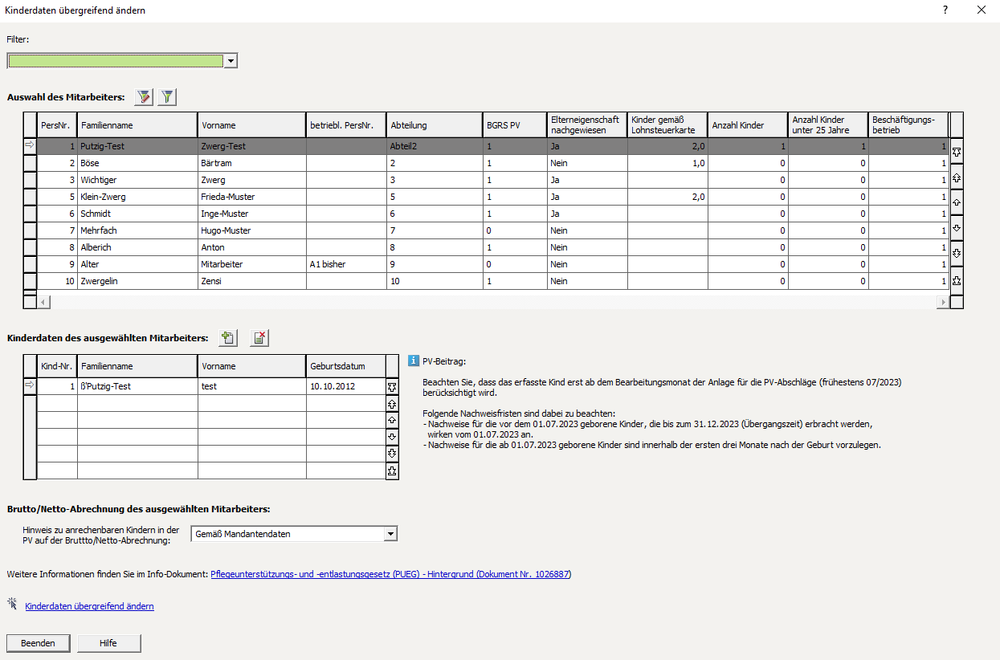 Kinderdaten übergreifend ändern ?
Filter:
Auswahl des Mitarbeiters:
PersNr. Familienname Vorname betriebl. PersNr. Abteilung BGRS PV Elterneigenschaft nachgewiesen Kinder gemäß Lohnsteuerkarte Anzahl Kinder Anzahl Kinder unter 25 Jahre Beschäftigungs-betrieb
1 Putzig-Test Zwerg-Test Abteil2 1 Ja 2,0 1 1 1
2 Böse Bärtram 2 1 Nein 1,0 0 0 1
3 Wichtiger Zwerg 3 1 Ja 0 0 1
5 Klein-Zwerg Frieda-Muster 5 1 Ja 2,0 0 0 1
6 Schmidt Inge-Muster 6 1 Ja 0 0 1
7 Mehrfach Hugo-Muster 7 0 Nein 0 0 1
8 Alberich Anton 8 1 Nein 0 0 1
9 Alter Mitarbeiter A1 bisher 9 0 Nein 0 0 1
10 Zwergelin Zensi 10 1 Nein 0 0 1
Kinderdaten des ausgewählten Mitarbeiters:
Kind-Nr. Familienname Vorname Geburtsdatum
1 ß'Putzig-Test test 10.10.2012
i PV-Beitrag:
Beachten Sie, dass das erfasste Kind erst ab dem Bearbeitungsmonat der Anlage für die PV-Abschläge (frühestens 07/2023)
berücksichtigt wird.
Folgende Nachweisfristen sind dabei zu beachten:
- Nachweise für die vor dem 01.07.2023 geborene Kinder, die bis zum 31.12.2023 (Übergangszeit) erbracht werden,
wirken vom 01.07.2023 an.
- Nachweise für die ab 01.07.2023 geborene Kinder sind innerhalb der ersten drei Monate nach der Geburt vorzulegen.
Brutto/Netto-Abrechnung des ausgewählten Mitarbeiters:
Hinweis zu anrechenbaren Kindern in der
PV auf der Bruttto/Netto-Abrechnung:
Gemäß Mandantendaten
Weitere Informationen finden Sie im Info-Dokument: Pflegeunterstützungs- und -entlastungsgesetz (PUEG) - Hintergrund (Dokument Nr. 1026887)
Kinderdaten übergreifend ändern
Beenden Hilfe